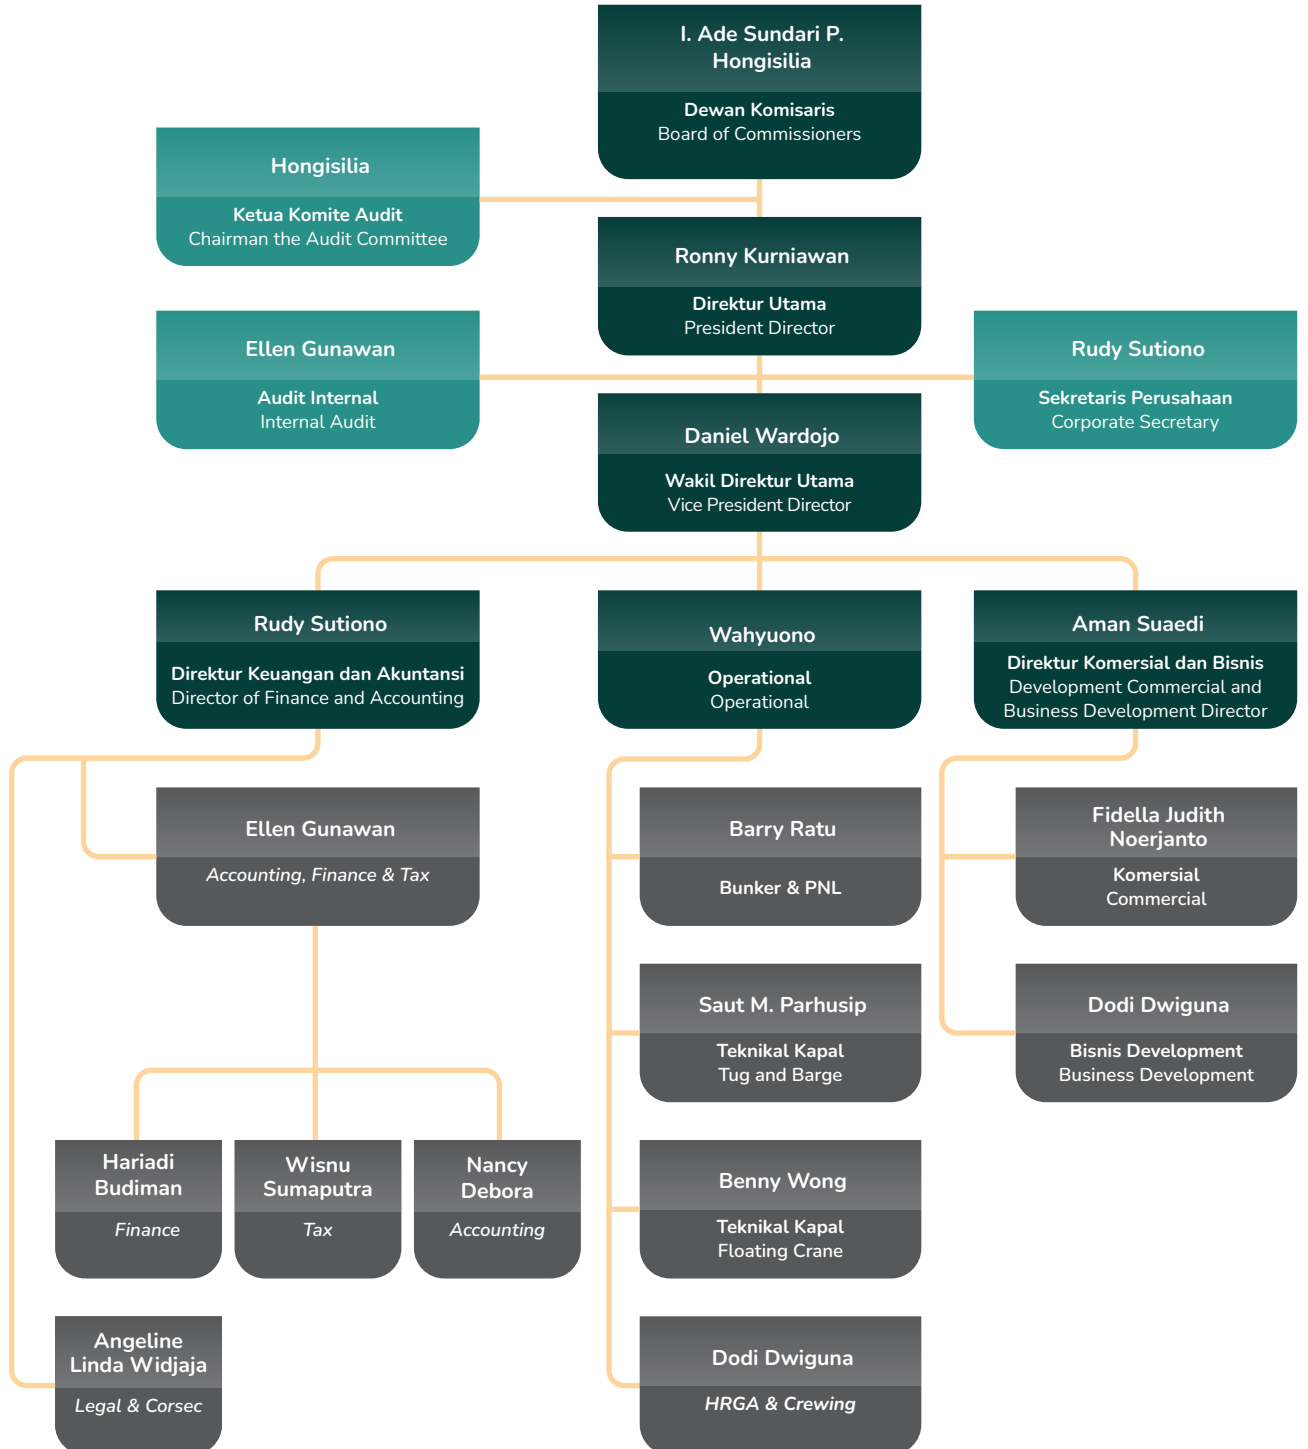 I. Ade Sundari P.
Hongisilia
Dewan Komisaris
Board of Commissioners
Hongisilia
Ketua Komite Audit
Chairman the Audit Committee
Ronny Kurniawan
Direktur Utama
President Director
Ellen Gunawan
Audit Internal
Internal Audit
Rudy Sutiono
Sekretaris Perusahaan
Corporate Secretary
Daniel Wardojo
Wakil Direktur Utama
Vice President Director
Rudy Sutiono
Direktur Keuangan dan Akuntansi
Director of Finance and Accounting
Wahyuono
Operational
Operational
Aman Suaedi
Direktur Komersial dan Bisnis
Development Commercial and
Business Development Director
Ellen Gunawan
Accounting, Finance & Tax
Barry Ratu
Bunker & PNL
Fidella Judith
Noerjanto
Komersial
Commercial
Saut M. Parhusip
Teknikal Kapal
Tug and Barge
Dodi Dwiguna
Bisnis Development
Business Development
Hariadi
Budiman
Finance
Wisnu
Sumaputra
Tax
Nancy
Debora
Accounting
Benny Wong
Teknikal Kapal
Floating Crane
Angeline
Linda Widjaja
Legal & Corsec
Dodi Dwiguna
HRGA & Crewing